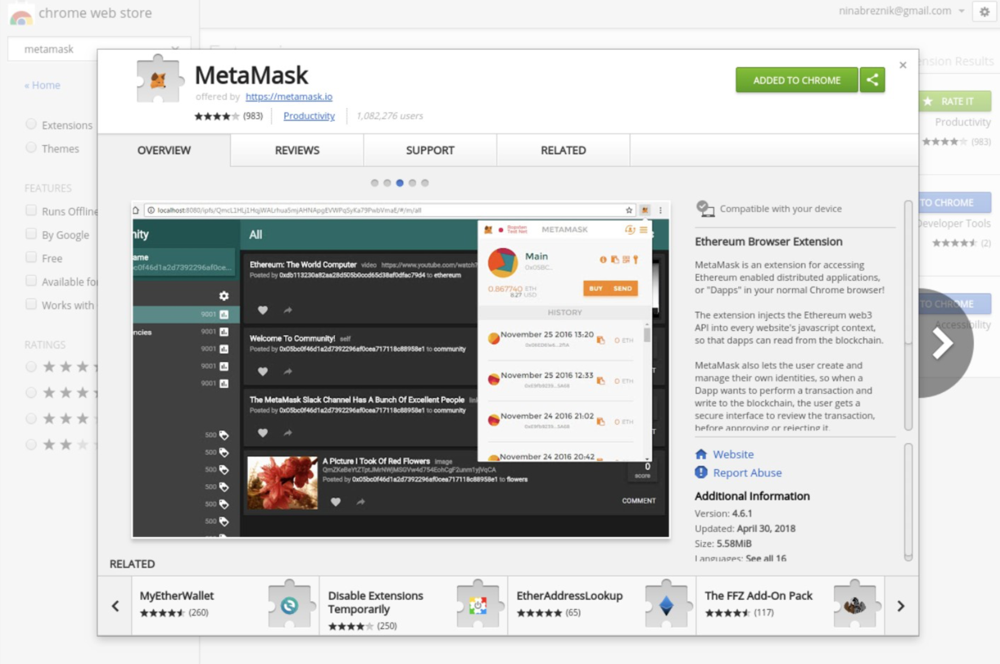 chrome web store
ninabreznik@gmail.com
metamask
« Home
Extensions
Themes
FEATURES
Runs Offline
By Google
Free
Available fo
Works with
RATINGS
ension Results
RATE IT
Productivity
(983)
TO CHROME
Developer Tools
(2)
TO CHROME
Accessibility
MetaMask
offered by https://metamask.io
(983) Productivity 1,082,276 users
ADDED TO CHROME
OVERVIEW REVIEWS SUPPORT RELATED
nity
ame
c0f46d1a2d7392296af0ce...
9001
ncies 9001
9001
9001
9001
500
500
500
500
500
500
All
Ethereum: The World Computer video https://www.youtube.com/watch?
Posted by 0xdb113230a82aa28d505b0ccd65d38af0dfac79d4 to ethereum
Welcome To Community! self
Posted by 0x05bc0f46d1a2d7392296af0cea717118c88958e1 to community
The MetaMask Slack Channel Has A Bunch Of Excellent People
Posted by 0x05bc0f46d1a2d7392296af0cea717118c88958e1 to community
A Picture I Took Of Red Flowers image
Posted by 0x05bc0f46d1a2d7392296af0cea717118c88958e1 to flowers
0
score
COMMENT
Ropsten
Test Net
METAMASK
Main
0x05BC...
0.867740 ETH
8.27 USD
BUY SEND
HISTORY
November 25 2016 13:20
0 ETH
November 25 2016 12:33
0xE9fb9239...5A68
0 ETH
November 24 2016 21:02
0xE9fb9239...5A68
0 ETH
November 24 2016 20:42
Compatible with your device
Ethereum Browser Extension
MetaMask is an extension for accessing
Ethereum enabled distributed applications,
or "Dapps" in your normal Chrome browser!
The extension injects the Ethereum web3
API into every website's javascript context,
so that dapps can read from the blockchain.
MetaMask also lets the user create and
manage their own identities, so when a
Dapp wants to perform a transaction and
write to the blockchain, the user gets a
secure interface to review the transaction,
before approving or rejecting it.
Website
Report Abuse
Additional Information
Version: 4.6.1
Updated: April 30, 2018
Size: 5.58MiB
Languages: See all 16
RELATED
MyEtherWallet
(260)
Disable Extensions
Temporarily
(250)
EtherAddressLookup
(65)
The FFZ Add-On Pack
(117)